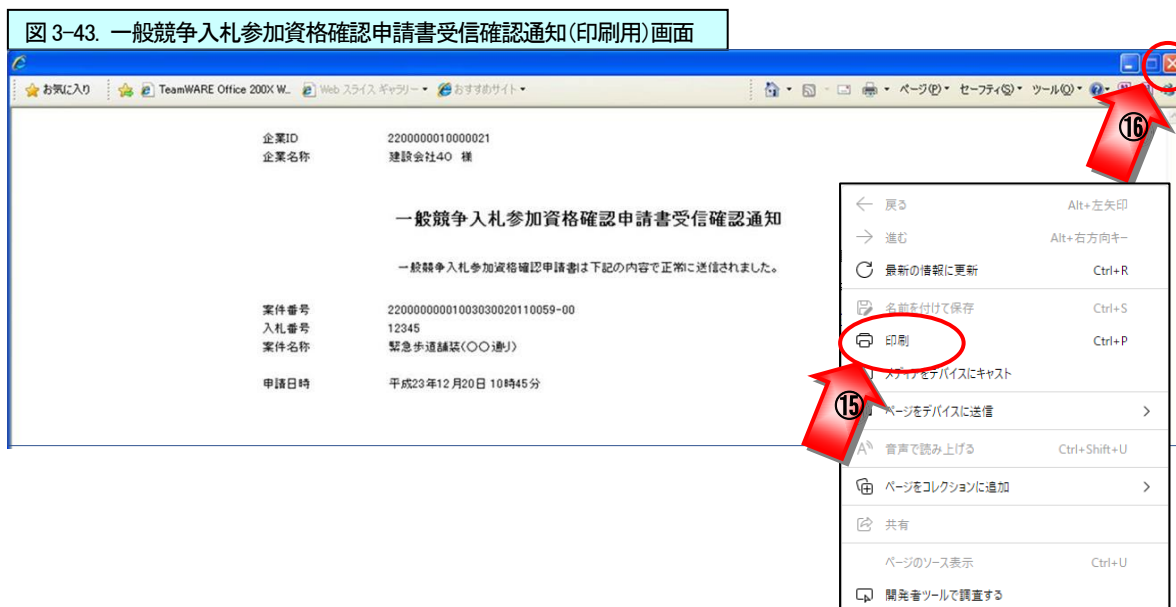 図 3-43. 一般競争入札参加資格確認申請書受信確認通知(印刷用)画面
お気に入り TeamWARE Office 200X W... Web スライス ギャラリー おすすめサイト ページ(P) セーフティ(S) ツール(O)
⑯
企業ID 2200000010000021
企業名称 建設会社40 様
一般競争入札参加資格確認申請書受信確認通知
一般競争入札参加資格確認申請書は下記の内容で正常に送信されました。
案件番号 22000000001003030020110059-00
入札番号 12345
案件名称 緊急歩道舗装(〇〇通り)
申請日時 平成23年12月20日 10時45分
戻る Alt+左矢印
進む Alt+右方向キー
最新の情報に更新 Ctrl+R
名前を付けて保存 Ctrl+S
印刷 Ctrl+P
メディアをデバイスにキャスト
⑮
ページをデバイスに送信
音声で読み上げる Ctrl+Shift+U
ページをコレクションに追加
共有
ページのソース表示 Ctrl+U
開発者ツールで調査する